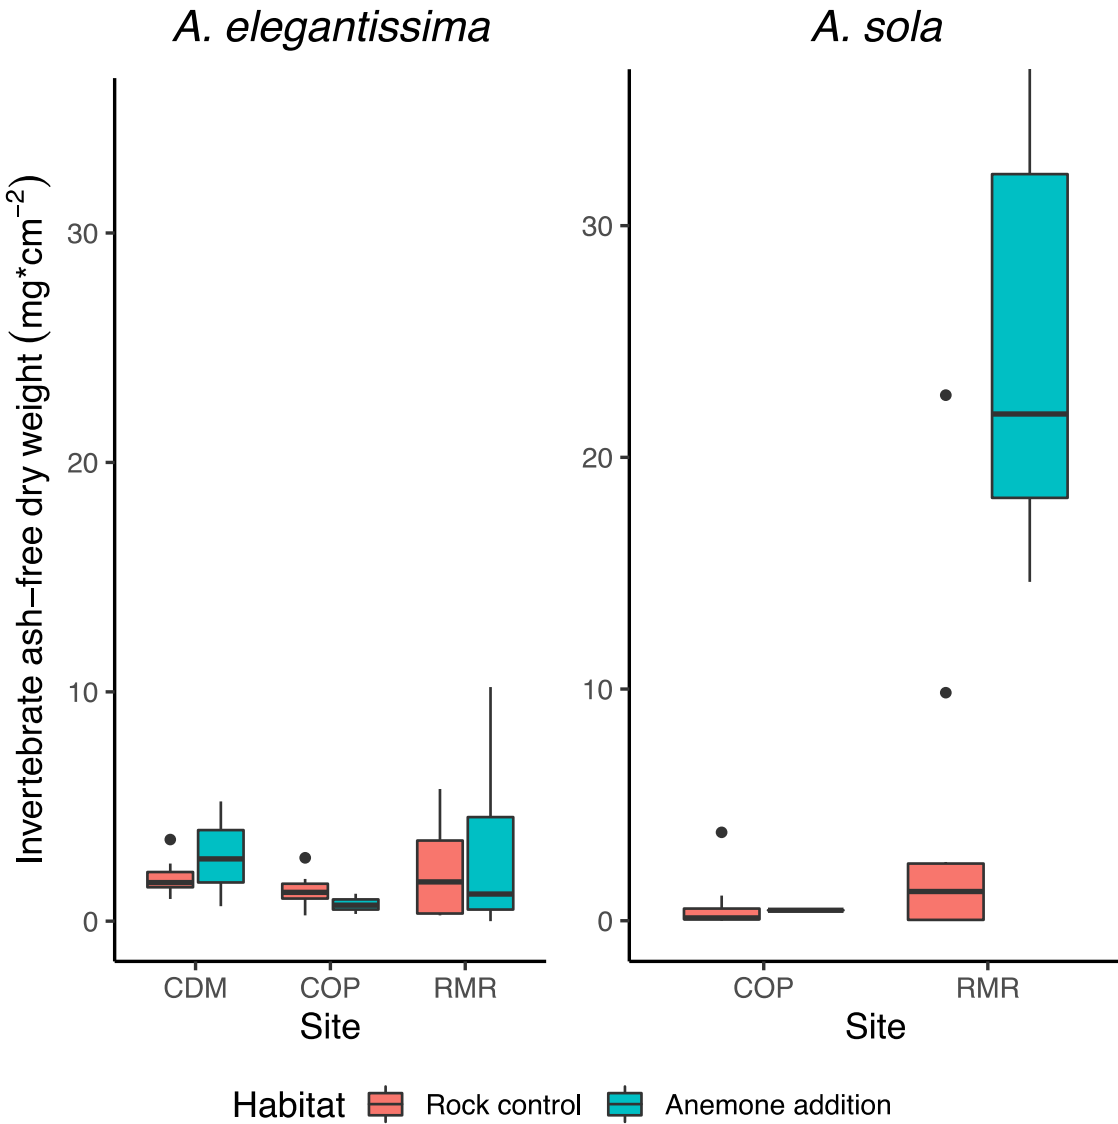 A. elegantissima
A. sola
Invertebrate ash−free dry weight (mg*cm⁻²)
30
20
10
0
CDM COP RMR
Site
30
20
10
0
COP RMR
Site
Habitat Rock control Anemone addition